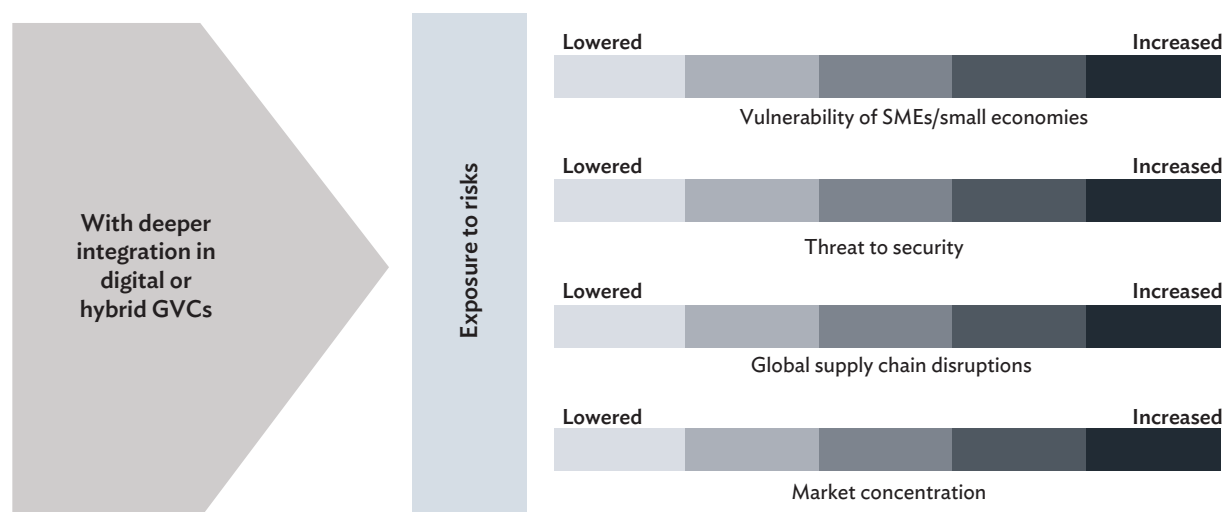 With deeper
integration in
digital or
hybrid GVCs
Exposure to risks
Lowered Increased
Vulnerability of SMEs/small economies
Lowered Increased
Threat to security
Lowered Increased
Global supply chain disruptions
Lowered Increased
Market concentration